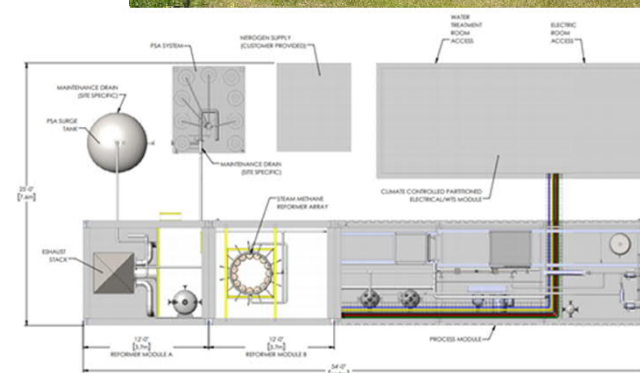 WATER
TREATMENT
ROOM
ACCESS
ELECTRIC
ROOM
ACCESS
NITROGEN SUPPLY
(CUSTOMER PROVIDED)
PSA SYSTEM
MAINTENANCE DRAIN
(SITE SPECIFIC)
PSA SURGE
TANK
MAINTENANCE DRAIN
(SITE SPECIFIC)
25'-0"
[7,6m]
CLIMATE CONTROLLED PARTITIONED
ELECTRICAL/WTS MODULE
STEAM METHANE
REFORMER ARRAY
EXHAUST
STACK
12'-0"
[3,7m]
REFORMER MODULE A
12'-0"
[3,7m]
REFORMER MODULE B
PROCESS MODULE
54'-0"